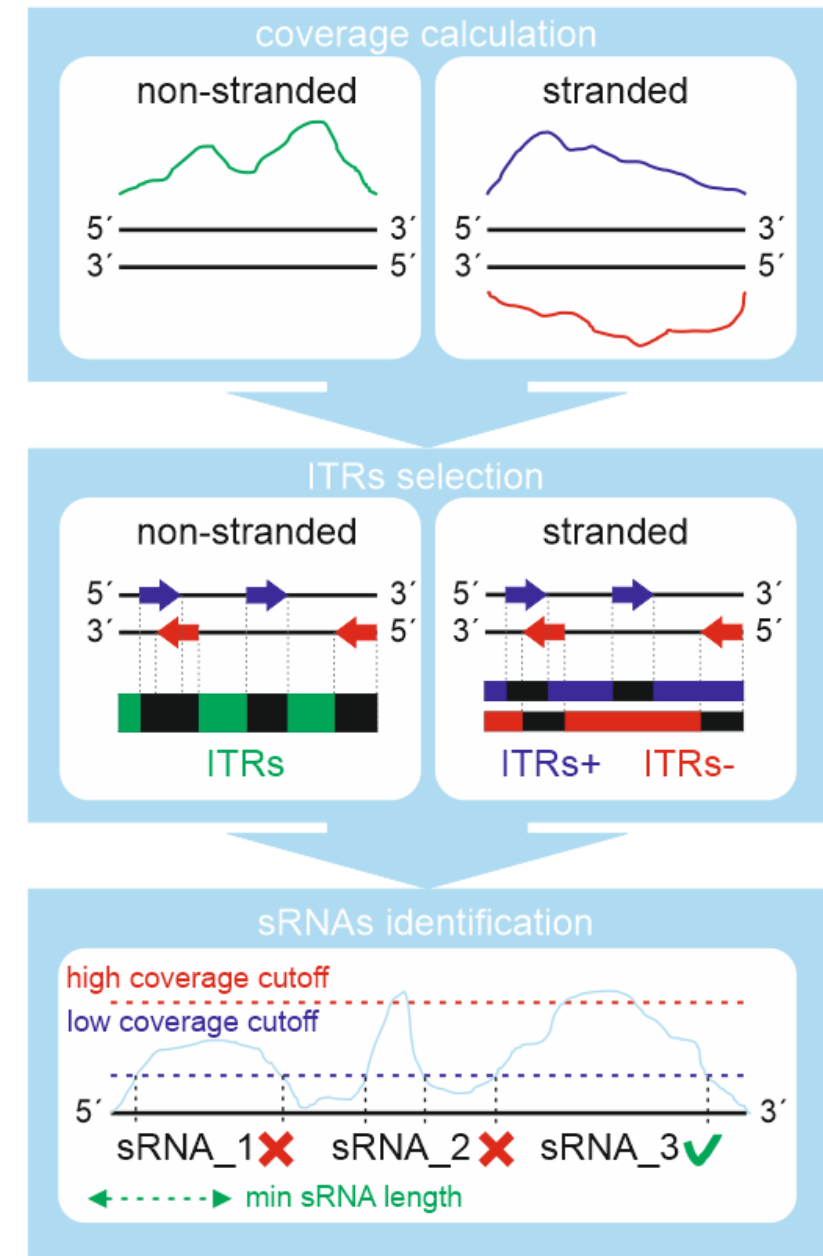 coverage calculation
non-stranded
stranded
5´ 3´ 5´ 3´
3´ 5´ 3´ 5´
ITRs selection
non-stranded
stranded
5´ 3´ 5´ 3´
3´ 5´ 3´ 5´
ITRs
ITRs+ ITRs-
sRNAs identification
high coverage cutoff
low coverage cutoff
5´ 3´
sRNA_1 sRNA_2 sRNA_3
min sRNA length